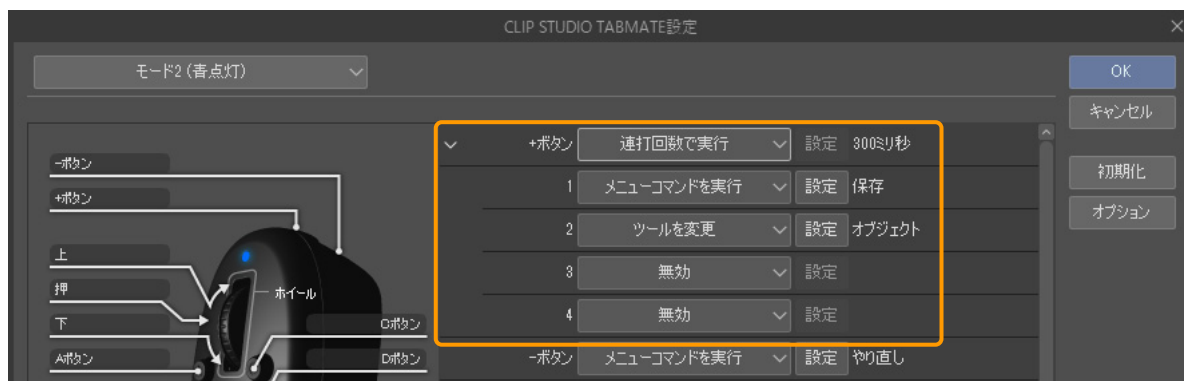 CLIP STUDIO TABMATE設定
モード2 (青点灯)
OK
キャンセル
初期化
オプション
-ボタン
+ボタン
上
押
下
Aボタン
ホイール
Cボタン
Dボタン
+ボタン 連打回数で実行 設定 300ミリ秒
1 メニューコマンドを実行 設定 保存
2 ツールを変更 設定 オブジェクト
3 無効 設定
4 無効 設定
-ボタン メニューコマンドを実行 設定 やり直し